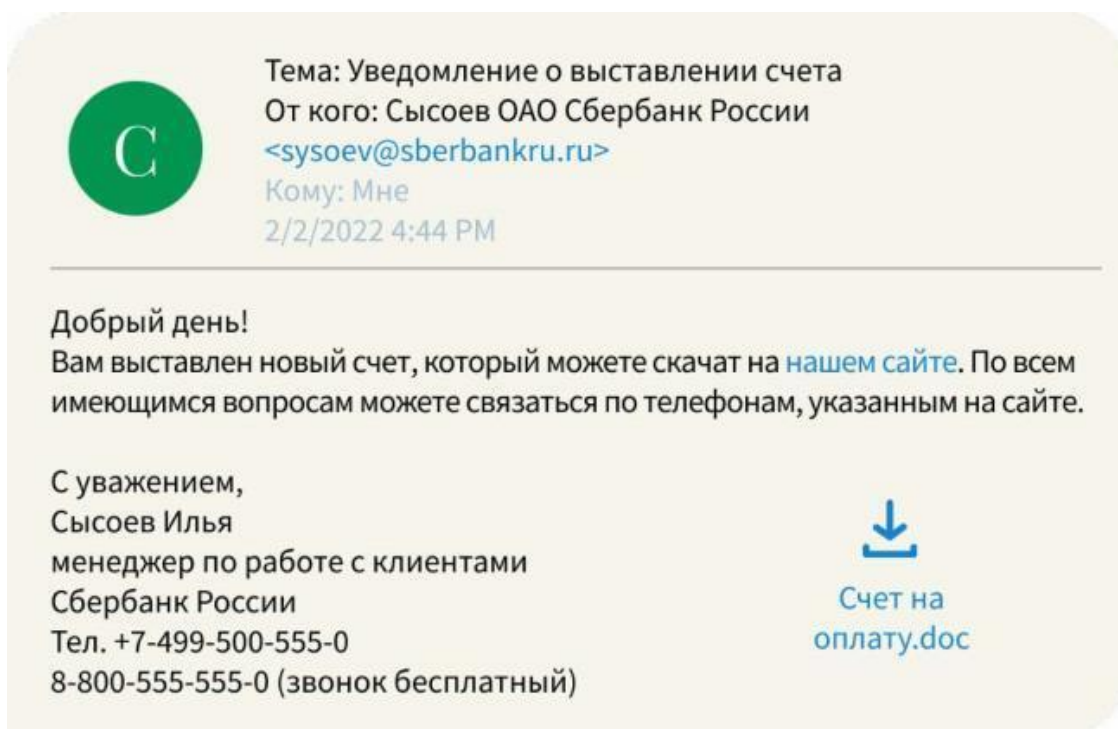 С
Тема: Уведомление о выставлении счета
От кого: Сысоев ОАО Сбербанк России
<sysoev@sberbankru.ru>
Кому: Мне
2/2/2022 4:44 PM
Добрый день!
Вам выставлен новый счет, который можете скачат на нашем сайте. По всем
имеющимся вопросам можете связаться по телефонам, указанным на сайте.
С уважением,
Сысоев Илья
менеджер по работе с клиентами
Сбербанк России
Тел. +7-499-500-555-0
8-800-555-555-0 (звонок бесплатный)
Счет на
оплату.doc